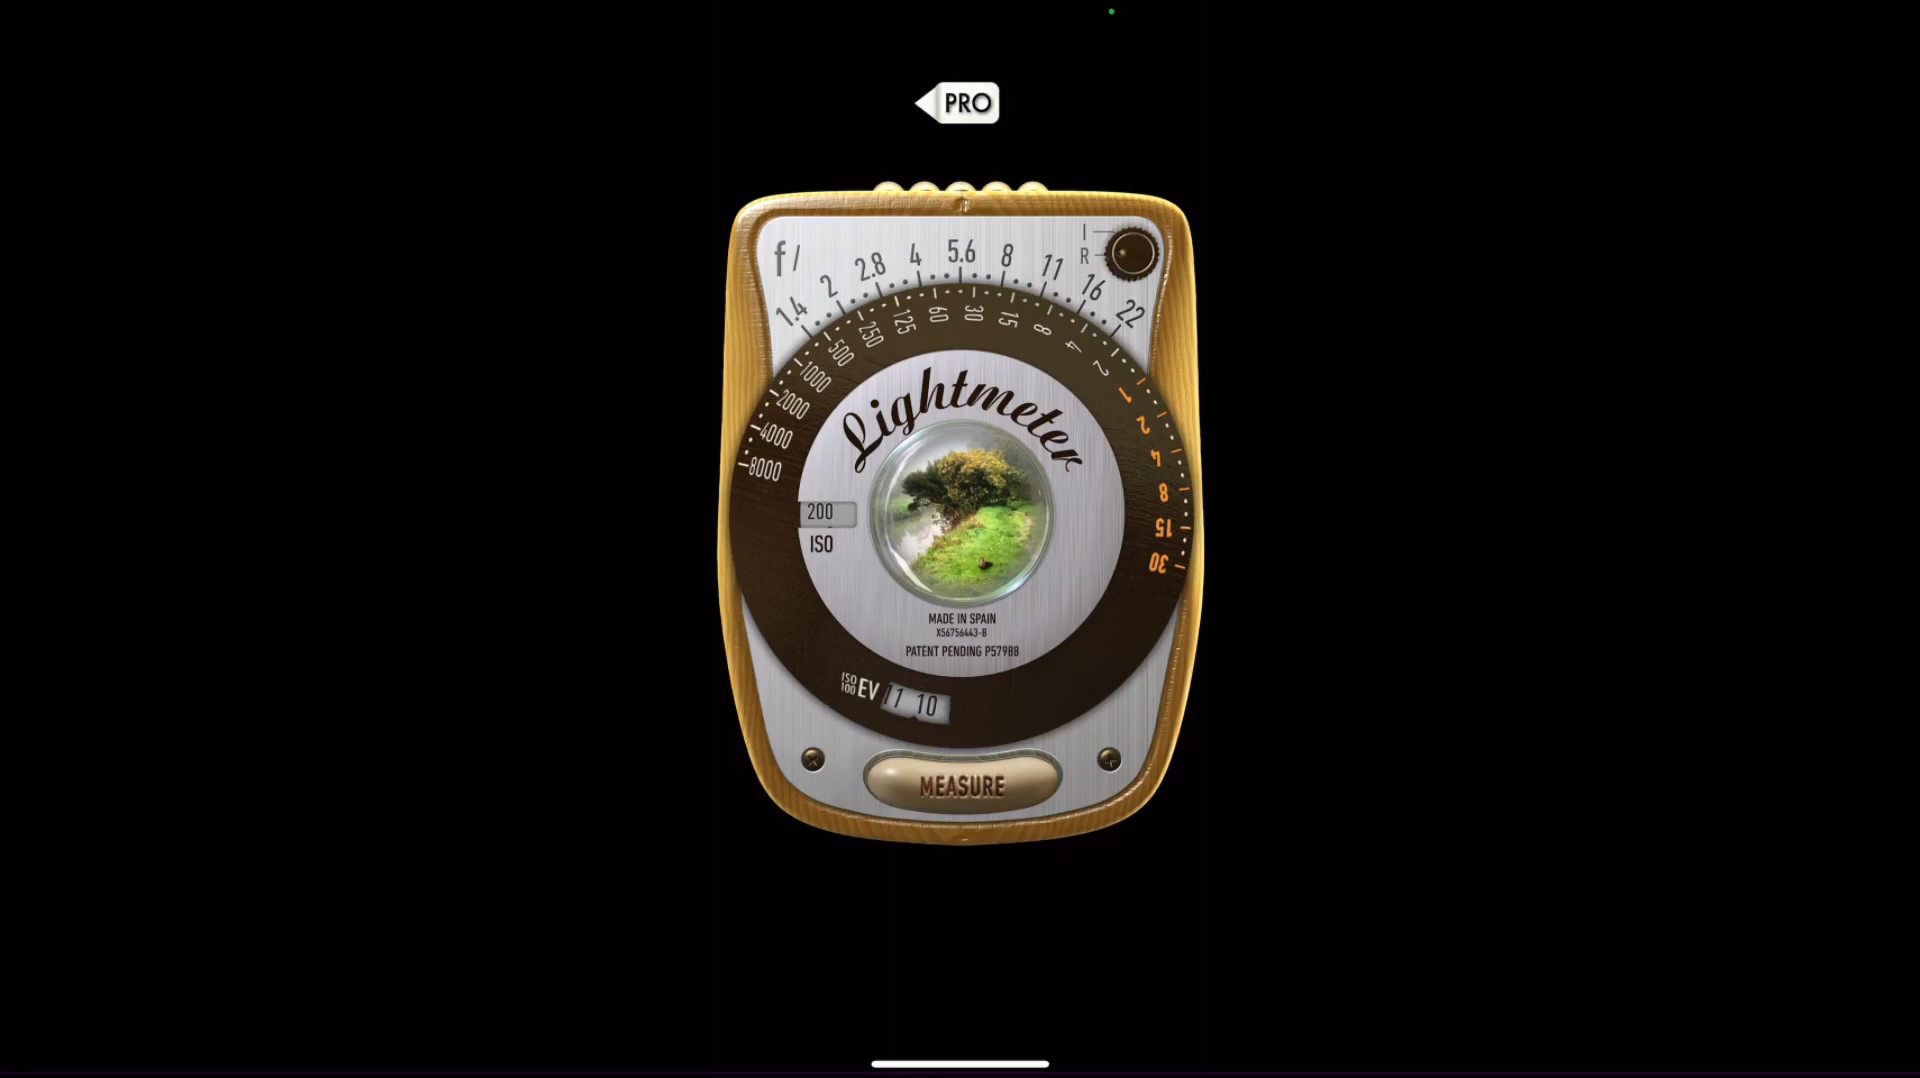 PRO
f/ 1.4 2 2.8 4 5.6 8 11 16 22
I
R
8000 4000 2000 1000 500 250 125 60 30 15 8 4 2 1 2 4 8 15 30
Lightmeter
200
ISO
MADE IN SPAIN
X56756443-B
PATENT PENDING P57988
ISO 100 EV 11 10
MEASURE